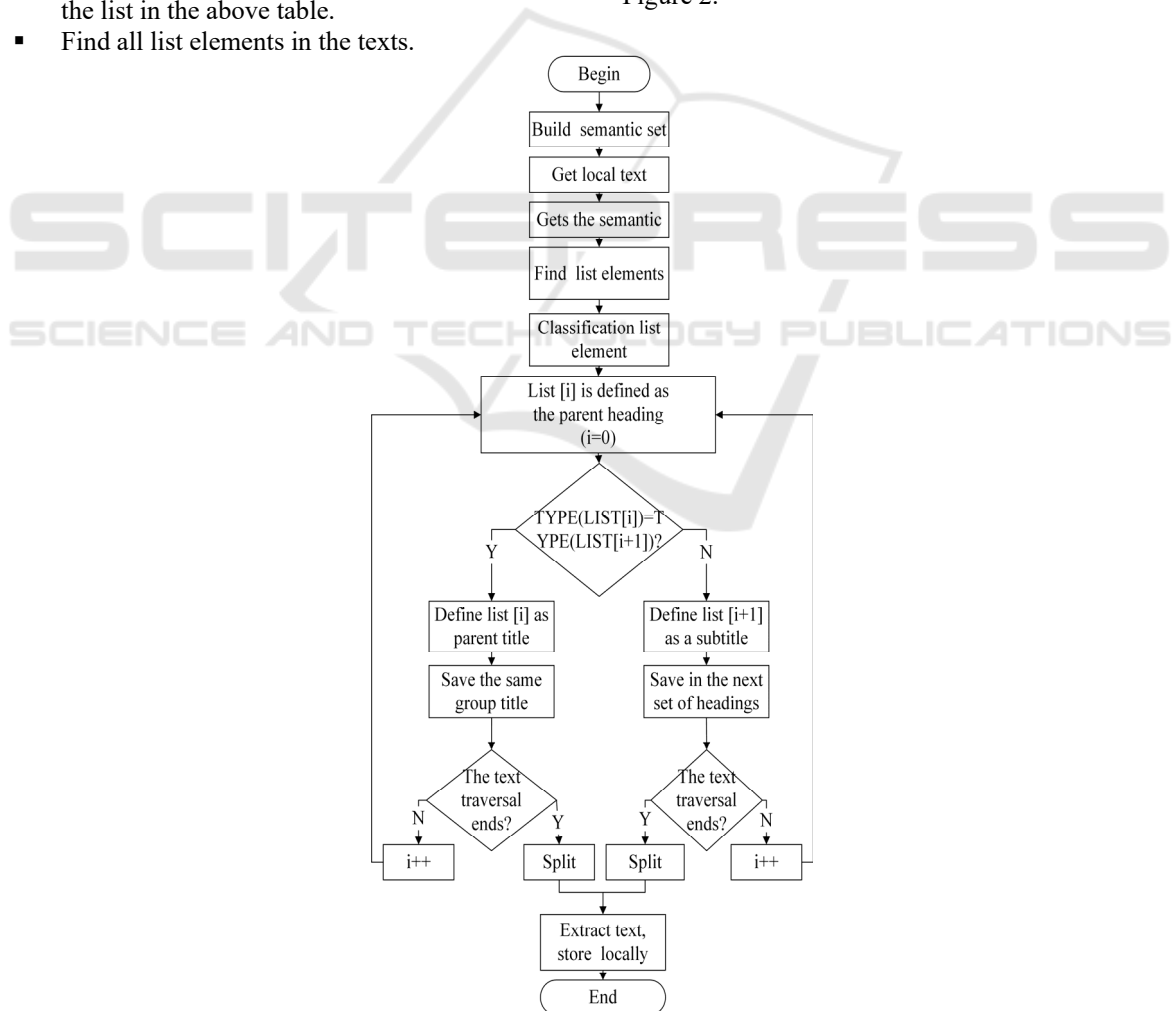 the list in the above table.
▪ Find all list elements in the texts.
Figure 2.
Begin
Build semantic set
Get local text
Gets the semantic
Find list elements
Classification list
element
List [i] is defined as
the parent heading
(i=0)
TYPE(LIST[i])=T
YPE(LIST[i+1])?
Y
N
Define list [i] as
parent title
Define list [i+1]
as a subtitle
Save the same
group title
Save in the next
set of headings
The text
traversal
ends?
The text
traversal
ends?
N
Y
Y
N
i++
Split
Split
i++
Extract text,
store locally
End
SCITEPRESS
SCIENCE AND TECHNOLOGY PUBLICATIONS